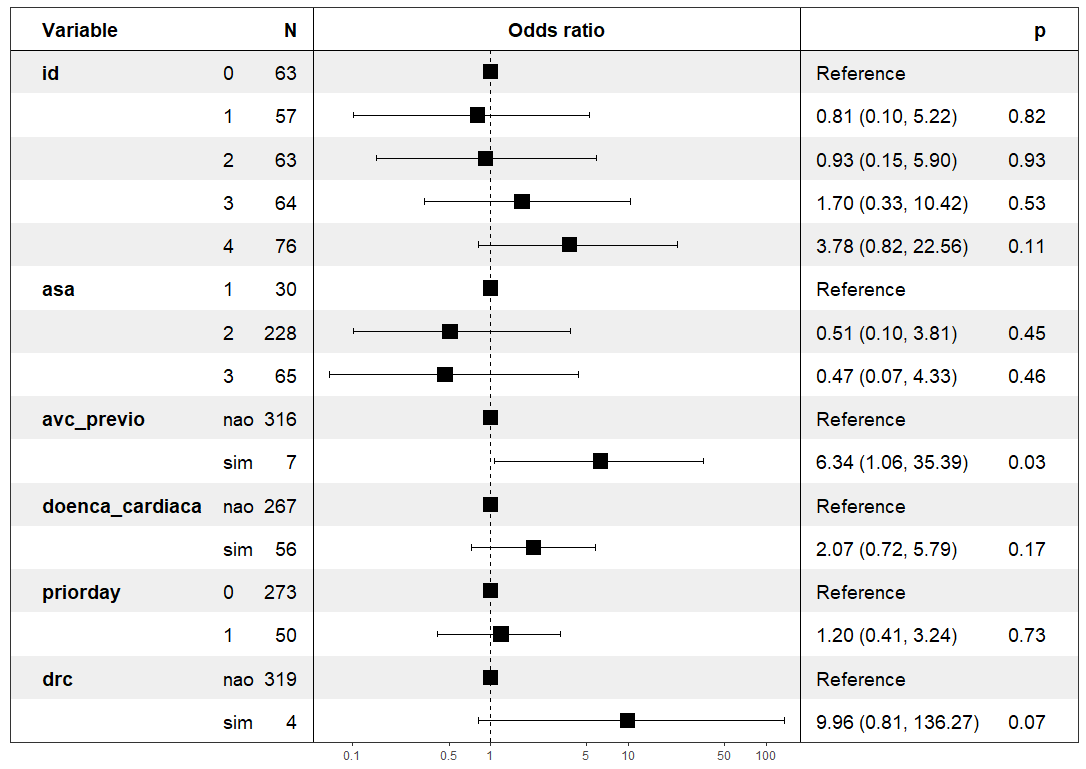 Variable N Odds ratio p
id 0 63 Reference
1 57 0.81 (0.10, 5.22) 0.82
2 63 0.93 (0.15, 5.90) 0.93
3 64 1.70 (0.33, 10.42) 0.53
4 76 3.78 (0.82, 22.56) 0.11
asa 1 30 Reference
2 228 0.51 (0.10, 3.81) 0.45
3 65 0.47 (0.07, 4.33) 0.46
avc_previo nao 316 Reference
sim 7 6.34 (1.06, 35.39) 0.03
doenca_cardiaca nao 267 Reference
sim 56 2.07 (0.72, 5.79) 0.17
priorday 0 273 Reference
1 50 1.20 (0.41, 3.24) 0.73
drc nao 319 Reference
sim 4 9.96 (0.81, 136.27) 0.07
0.1 0.5 1 5 10 50 100